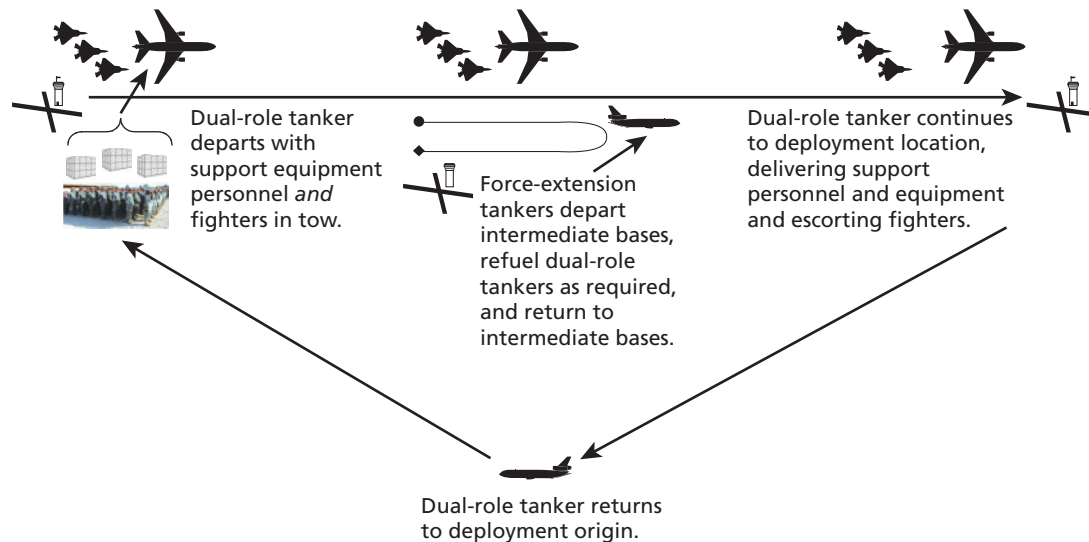 Dual-role tanker
departs with
support equipment
personnel and
fighters in tow.
Force-extension
tankers depart
intermediate bases,
refuel dual-role
tankers as required,
and return to
intermediate bases.
Dual-role tanker continues
to deployment location,
delivering support
personnel and equipment
and escorting fighters.
Dual-role tanker returns
to deployment origin.